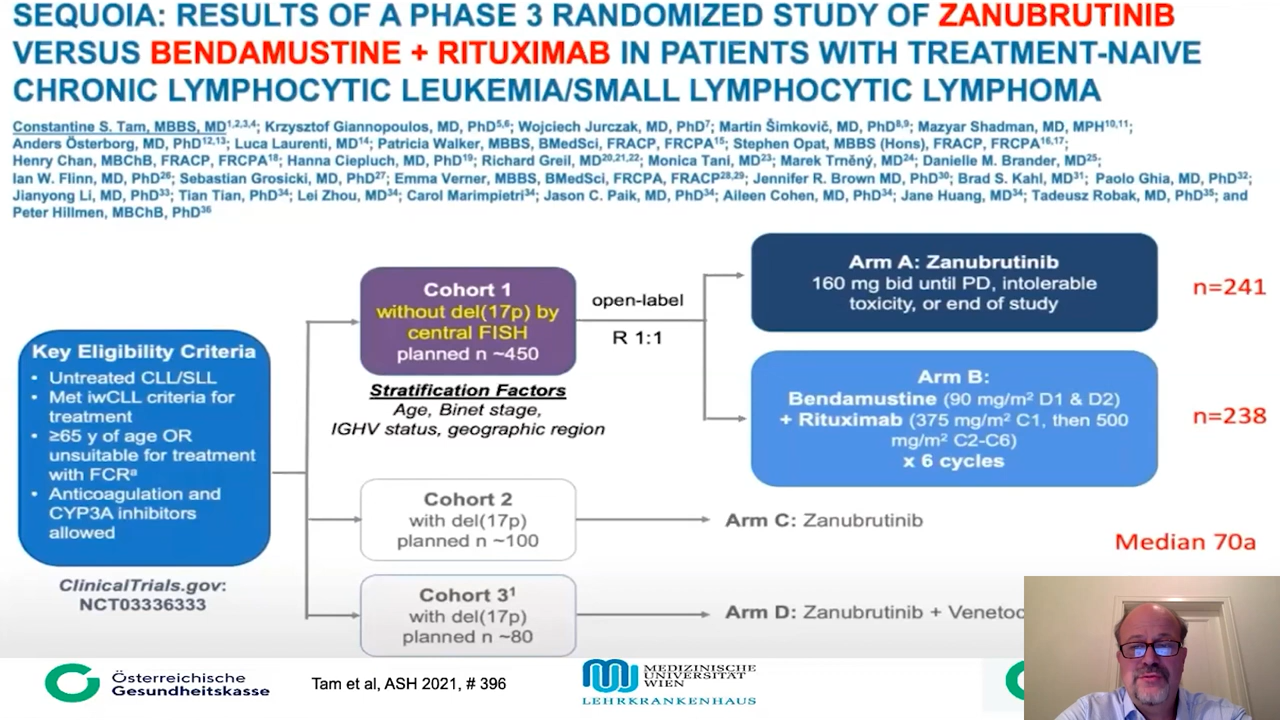 SEQUOIA: RESULTS OF A PHASE 3 RANDOMIZED STUDY OF ZANUBRUTINIB
VERSUS BENDAMUSTINE + RITUXIMAB IN PATIENTS WITH TREATMENT-NAIVE
CHRONIC LYMPHOCYTIC LEUKEMIA/SMALL LYMPHOCYTIC LYMPHOMA
Constantine S. Tam, MBBS, MD1,2,3,4; Krzysztof Giannopoulos, MD, PhD5,6; Wojciech Jurczak, MD, PhD7; Martin Šimkovič, MD, PhD8,9; Mazyar Shadman, MD, MPH10,11;
Anders Österborg, MD, PhD12,13; Luca Laurenti, MD14; Patricia Walker, MBBS, BMedSci, FRACP, FRCPA15; Stephen Opat, MBBS (Hons), FRACP, FRCPA16,17;
Henry Chan, MBChB, FRACP, FRCPA18; Hanna Ciepluch, MD, PhD19; Richard Greil, MD20,21,22; Monica Tani, MD23; Marek Trněný, MD24; Danielle M. Brander, MD25;
Ian W. Flinn, MD, PhD26; Sebastian Grosicki, MD, PhD27; Emma Verner, MBBS, BMedSci, FRCPA, FRACP28,29; Jennifer R. Brown MD, PhD30; Brad S. Kahl, MD31; Paolo Ghia, MD, PhD32;
Jianyong Li, MD, PhD33; Tian Tian, PhD34; Lei Zhou, MD34; Carol Marimpietri34; Jason C. Paik, MD, PhD34; Aileen Cohen, MD, PhD34; Jane Huang, MD34; Tadeusz Robak, MD, PhD35; and
Peter Hillmen, MBChB, PhD36
Key Eligibility Criteria
• Untreated CLL/SLL
• Met iwCLL criteria for
treatment
• ≥65 y of age OR
unsuitable for treatment
with FCRa
• Anticoagulation and
CYP3A inhibitors
allowed
ClinicalTrials.gov:
NCT03336333
Cohort 1
without del(17p) by
central FISH
planned n ~450
Stratification Factors
Age, Binet stage,
IGHV status, geographic region
open-label
R 1:1
Arm A: Zanubrutinib
160 mg bid until PD, intolerable
toxicity, or end of study
n=241
Arm B:
Bendamustine (90 mg/m² D1 & D2)
+ Rituximab (375 mg/m² C1, then 500
mg/m² C2-C6)
x 6 cycles
n=238
Cohort 2
with del(17p)
planned n ~100
Arm C: Zanubrutinib
Median 70a
Cohort 3¹
with del(17p)
planned n ~80
Arm D: Zanubrutinib + Venetoc
Österreichische
Gesundheitskasse
Tam et al, ASH 2021, # 396
MEDIZINISCHE
UNIVERSITÄT
WIEN
LEHRKRANKENHAUS